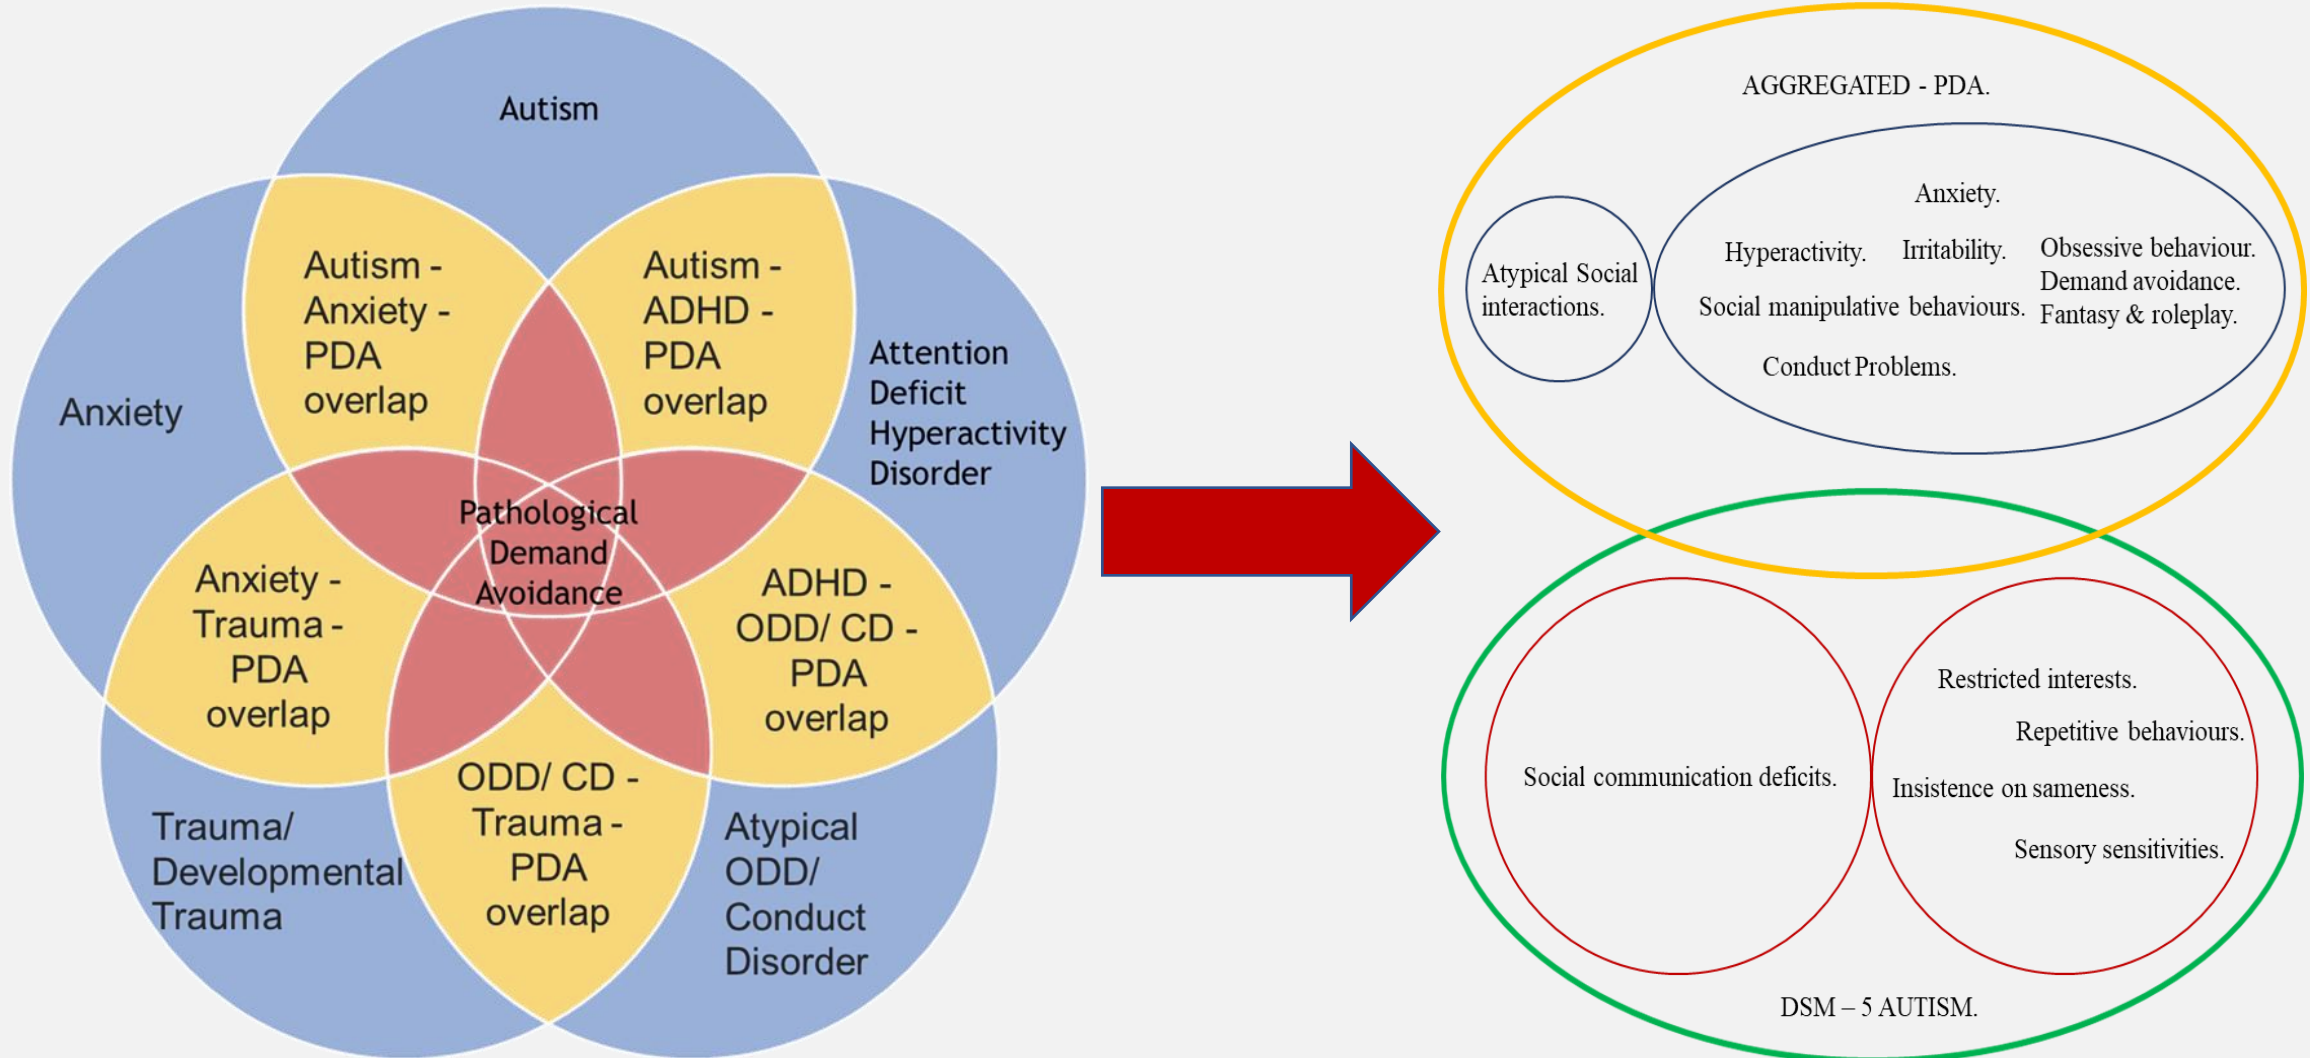 Autism
Autism -
Anxiety -
PDA
overlap
Autism -
ADHD -
PDA
overlap
Anxiety
Attention
Deficit
Hyperactivity
Disorder
Pathological
Demand
Avoidance
Anxiety -
Trauma -
PDA
overlap
ADHD -
ODD/ CD -
PDA
overlap
ODD/ CD -
Trauma -
PDA
overlap
Trauma/
Developmental
Trauma
Atypical
ODD/
Conduct
Disorder
AGGREGATED - PDA.
Atypical Social
interactions.
Anxiety.
Hyperactivity.
Irritability.
Social manipulative behaviours.
Conduct Problems.
Obsessive behaviour.
Demand avoidance.
Fantasy & roleplay.
Social communication deficits.
Restricted interests.
Repetitive behaviours.
Insistence on sameness.
Sensory sensitivities.
DSM – 5 AUTISM.